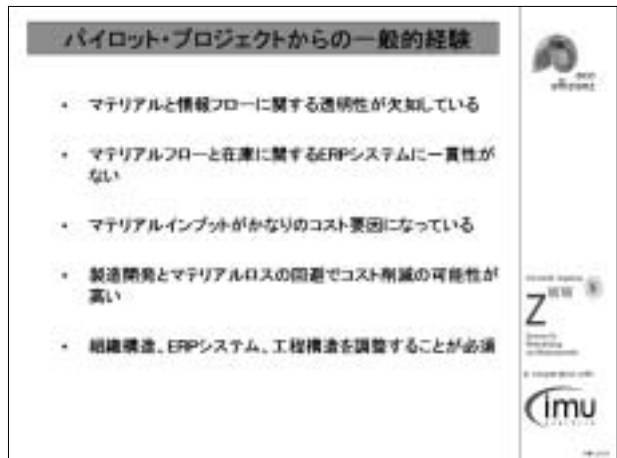 パイロット・プロジェクトからの一般的経験
eco
efficient
• マテリアルと情報フローに関する透明性が欠如している
• マテリアルフローと在庫に関するERPシステムに一貫性が
ない
• マテリアルインプットがかなりのコスト要因になっている
• 製造開発とマテリアルロスの回避でコスト削減の可能性が
高い
• 組織構造、ERPシステム、工程構造を調整することが必須
Z
imu